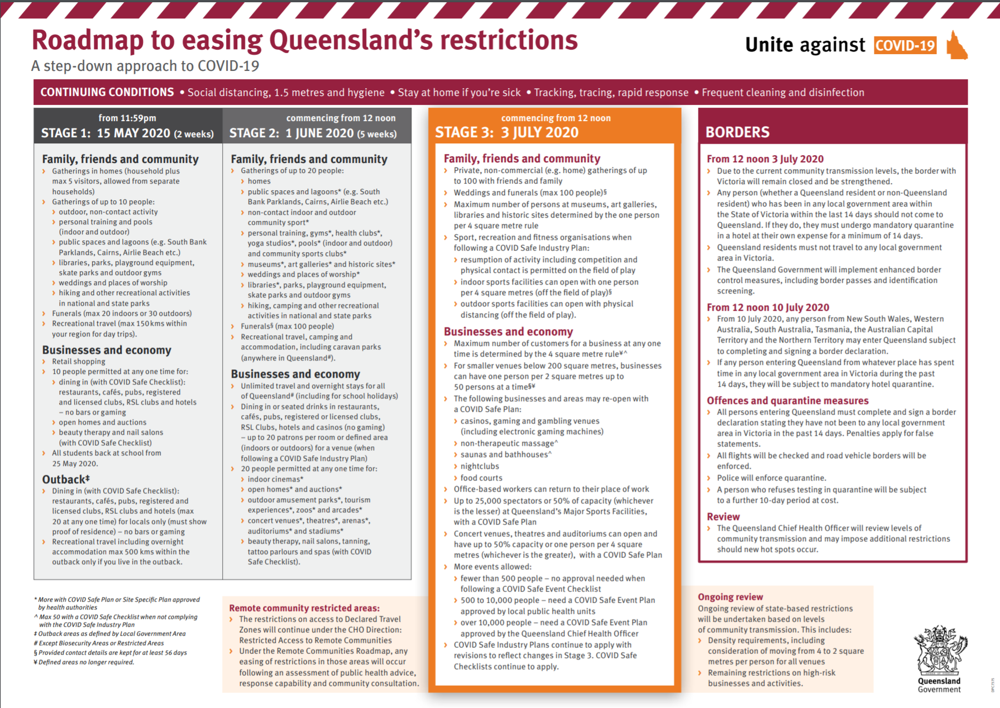 Roadmap to easing Queensland's restrictions
A step-down approach to COVID-19
Unite against COVID-19
CONTINUING CONDITIONS • Social distancing, 1.5 metres and hygiene • Stay at home if you're sick • Tracking, tracing, rapid response • Frequent cleaning and disinfection
from 11:59pm
STAGE 1: 15 MAY 2020 (2 weeks)
Family, friends and community
› Gatherings in homes (household plus
max 5 visitors, allowed from separate
households)
› Gatherings of up to 10 people:
› outdoor, non-contact activity
› personal training and pools
(indoor and outdoor)
› public spaces and lagoons (e.g. South Bank
Parklands, Cairns, Airlie Beach etc.)
› libraries, parks, playground equipment,
skate parks and outdoor gyms
› weddings and places of worship
› hiking and other recreational activities
in national and state parks
› Funerals (max 20 indoors or 30 outdoors)
› Recreational travel (max 150kms within
your region for day trips).
Businesses and economy
› Retail shopping
› 10 people permitted at any one time for:
› dining in (with COVID Safe Checklist):
restaurants, cafés, pubs, registered
and licensed clubs, RSL clubs and hotels
– no bars or gaming
› open homes and auctions
› beauty therapy and nail salons
(with COVID Safe Checklist)
› All students back at school from
25 May 2020.
Outback‡
› Dining in (with COVID Safe Checklist):
restaurants, cafés, pubs, registered and
licensed clubs, RSL clubs and hotels (max
20 at any one time) for locals only (must show
proof of residence) – no bars or gaming
› Recreational travel including overnight
accommodation max 500 kms within the
outback only if you live in the outback.
commencing from 12 noon
STAGE 2: 1 JUNE 2020 (5 weeks)
Family, friends and community
› Gatherings of up to 20 people:
› homes
› public spaces and lagoons* (e.g. South
Bank Parklands, Cairns, Airlie Beach etc.)
› non-contact indoor and outdoor
community sport*
› personal training, gyms*, health clubs*,
yoga studios*, pools* (indoor and outdoor)
and community sports clubs*
› museums*, art galleries* and historic sites*
› weddings and places of worship*
› libraries*, parks, playground equipment,
skate parks and outdoor gyms
› hiking, camping and other recreational
activities in national and state parks
› Funerals§ (max 100 people)
› Recreational travel, camping and
accommodation, including caravan parks
(anywhere in Queensland#).
Businesses and economy
› Unlimited travel and overnight stays for all
of Queensland# (including for school holidays)
› Dining in or seated drinks in restaurants,
cafés, pubs, registered or licensed clubs,
RSL Clubs, hotels and casinos (no gaming)
– up to 20 patrons per room or defined area
(indoors or outdoors) for a venue (when
following a COVID Safe Industry Plan)
› 20 people permitted at any one time for:
› indoor cinemas*
› open homes* and auctions*
› outdoor amusement parks*, tourism
experiences*, zoos* and arcades*
› concert venues*, theatres*, arenas*,
auditoriums* and stadiums*
› beauty therapy, nail salons, tanning,
tattoo parlours and spas (with COVID
Safe Checklist).
commencing from 12 noon
STAGE 3: 3 JULY 2020
Family, friends and community
› Private, non-commercial (e.g. home) gatherings of up
to 100 with friends and family
› Weddings and funerals (max 100 people)§
› Maximum number of persons at museums, art galleries,
libraries and historic sites determined by the one person
per 4 square metre rule
› Sport, recreation and fitness organisations when
following a COVID Safe Industry Plan:
› resumption of activity including competition and
physical contact is permitted on the field of play
› indoor sports facilities can open with one person
per 4 square metres (off the field of play)§
› outdoor sports facilities can open with physical
distancing (off the field of play).
Businesses and economy
› Maximum number of customers for a business at any one
time is determined by the 4 square metre rule¥^
› For smaller venues below 200 square metres, businesses
can have one person per 2 square metres up to
50 persons at a time§¥
› The following businesses and areas may re-open with
a COVID Safe Plan:
› casinos, gaming and gambling venues
(including electronic gaming machines)
› non-therapeutic massage^
› saunas and bathhouses^
› nightclubs
› food courts
› Office-based workers can return to their place of work
› Up to 25,000 spectators or 50% of capacity (whichever
is the lesser) at Queensland's Major Sports Facilities,
with a COVID Safe Plan
› Concert venues, theatres and auditoriums can open and
have up to 50% capacity or one person per 4 square
metres (whichever is the greater), with a COVID Safe Plan
› More events allowed:
› fewer than 500 people – no approval needed when
following a COVID Safe Event Checklist
› 500 to 10,000 people – need a COVID Safe Event Plan
approved by local public health units
› over 10,000 people – need a COVID Safe Event Plan
approved by the Queensland Chief Health Officer
› COVID Safe Industry Plans continue to apply with
revisions to reflect changes in Stage 3. COVID Safe
Checklists continue to apply.
BORDERS
From 12 noon 3 July 2020
› Due to the current community transmission levels, the border with
Victoria will remain closed and be strengthened.
› Any person (whether a Queensland resident or non-Queensland
resident) who has been in any local government area within
the State of Victoria within the last 14 days should not come to
Queensland. If they do, they must undergo mandatory quarantine
in a hotel at their own expense for a minimum of 14 days.
› Queensland residents must not travel to any local government
area in Victoria.
› The Queensland Government will implement enhanced border
control measures, including border passes and identification
screening.
From 12 noon 10 July 2020
› From 10 July 2020, any person from New South Wales, Western
Australia, South Australia, Tasmania, the Australian Capital
Territory and the Northern Territory may enter Queensland subject
to completing and signing a border declaration.
› If any person entering Queensland from whatever place has spent
time in any local government area in Victoria during the past
14 days, they will be subject to mandatory hotel quarantine.
Offences and quarantine measures
› All persons entering Queensland must complete and sign a border
declaration stating they have not been to any local government
area in Victoria in the past 14 days. Penalties apply for false
statements.
› All flights will be checked and road vehicle borders will be
enforced.
› Police will enforce quarantine.
› A person who refuses testing in quarantine will be subject
to a further 10-day period at cost.
Review
› The Queensland Chief Health Officer will review levels of
community transmission and may impose additional restrictions
should new hot spots occur.
* More with COVID Safe Plan or Site Specific Plan approved
by health authorities
^ Max 50 with a COVID Safe Checklist when not complying
with the COVID Safe Industry Plan
‡ Outback areas as defined by Local Government Area
# Except Biosecurity Areas or Restricted Areas
§ Provided contact details are kept for at least 56 days
¥ Defined areas no longer required.
Remote community restricted areas:
› The restrictions on access to Declared Travel
Zones will continue under the CHO Direction:
Restricted Access to Remote Communities
› Under the Remote Communities Roadmap, any
easing of restrictions in those areas will occur
following an assessment of public health advice,
response capability and community consultation.
Ongoing review
Ongoing review of state-based restrictions
will be undertaken based on levels
of community transmission. This includes:
› Density requirements, including
consideration of moving from 4 to 2 square
metres per person for all venues
› Remaining restrictions on high-risk
businesses and activities.
Queensland
Government